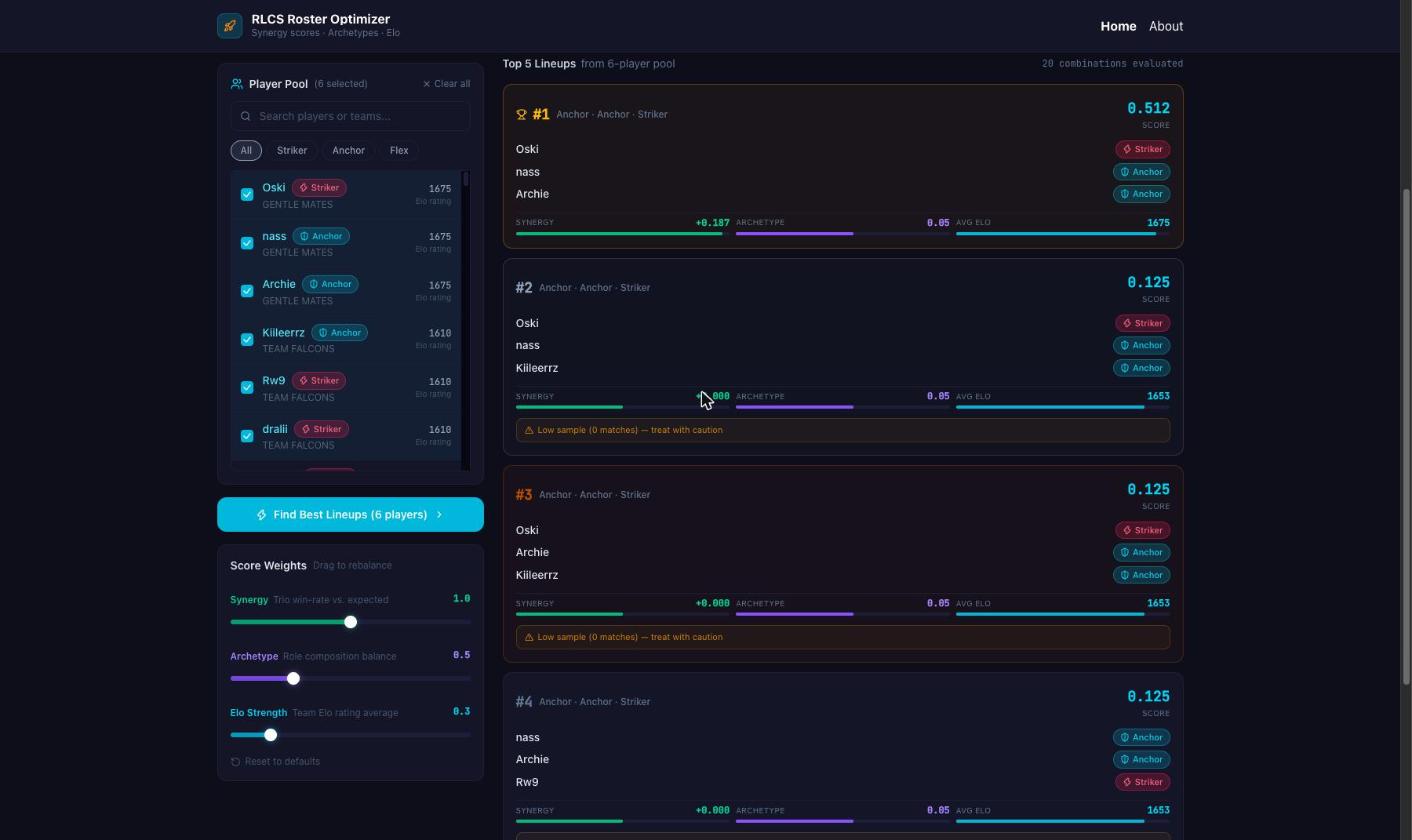 RLCS Roster Optimizer
Synergy scores · Archetypes · Elo
Home About
Player Pool (6 selected) Clear all
Search players or teams...
All Striker Anchor Flex
Oski Striker 1675
GENTLE MATES Elo rating
nass Anchor 1675
GENTLE MATES Elo rating
Archie Anchor 1675
GENTLE MATES Elo rating
Kiileerrz Anchor 1610
TEAM FALCONS Elo rating
Rw9 Striker 1610
TEAM FALCONS Elo rating
dralii Striker 1610
TEAM FALCONS Elo rating
Find Best Lineups (6 players)
Score Weights Drag to rebalance
Synergy Trio win-rate vs. expected 1.0
Archetype Role composition balance 0.5
Elo Strength Team Elo rating average 0.3
Reset to defaults
Top 5 Lineups from 6-player pool 20 combinations evaluated
#1 Anchor · Anchor · Striker 0.512
SCORE
Oski Striker
nass Anchor
Archie Anchor
SYNERGY +0.187 ARCHETYPE 0.05 AVG ELO 1675
#2 Anchor · Anchor · Striker 0.125
SCORE
Oski Striker
nass Anchor
Kiileerrz Anchor
SYNERGY ARCHETYPE 0.05 AVG ELO 1653
Low sample (0 matches) — treat with caution
#3 Anchor · Anchor · Striker 0.125
SCORE
Oski Striker
Archie Anchor
Kiileerrz Anchor
SYNERGY +0.000 ARCHETYPE 0.05 AVG ELO 1653
Low sample (0 matches) — treat with caution
#4 Anchor · Anchor · Striker 0.125
SCORE
nass Anchor
Archie Anchor
Rw9 Striker
SYNERGY +0.000 ARCHETYPE 0.05 AVG ELO 1653